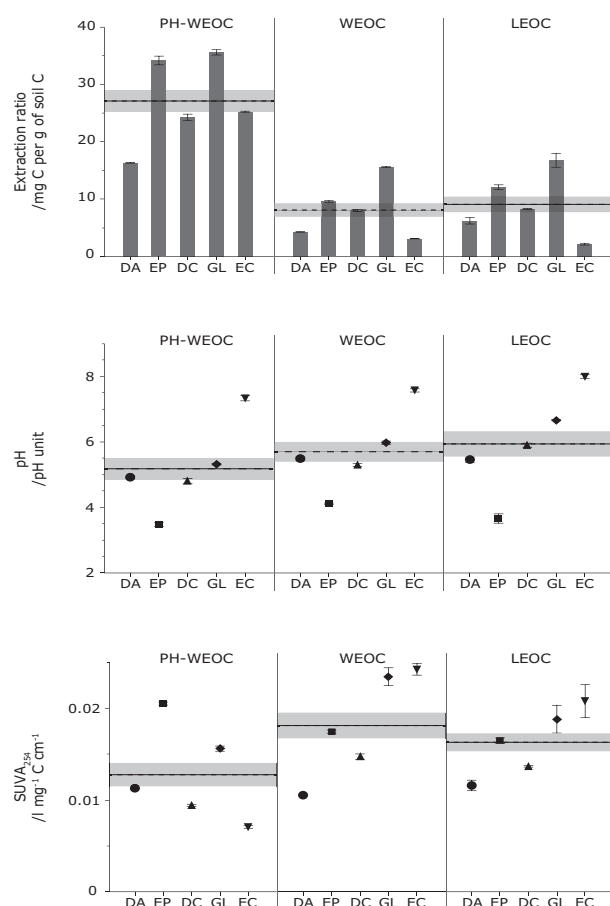 PH-WEOC WEOC LEOC
40
30
20
10
0
Extraction ratio
/mg C per g of soil C
DA EP DC GL EC DA EP DC GL EC DA EP DC GL EC
PH-WEOC WEOC LEOC
8
6
4
2
pH
/pH unit
DA EP DC GL EC DA EP DC GL EC DA EP DC GL EC
PH-WEOC WEOC LEOC
0.02
0.01
0
SUVA254
/l mg⁻¹ C cm⁻¹
DA EP DC GL EC DA EP DC GL EC DA EP DC GL EC